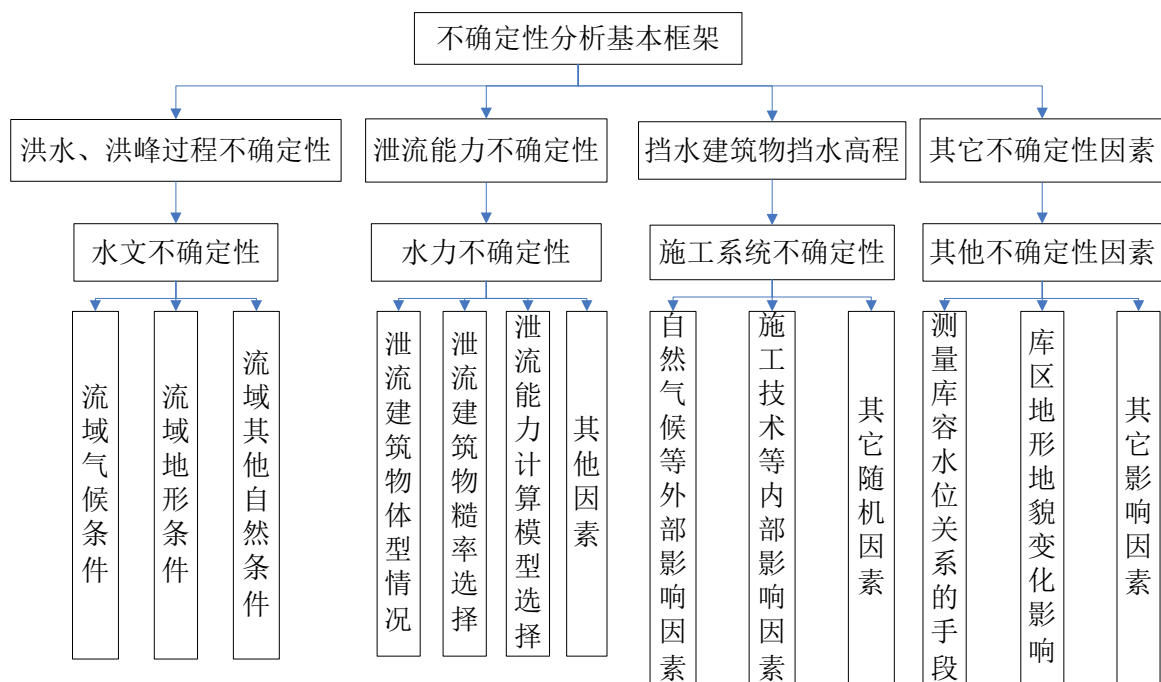 不确定性分析基本框架
洪水、洪峰过程不确定性
泄流能力不确定性
挡水建筑物挡水高程
其它不确定性因素
水文不确定性
水力不确定性
施工系统不确定性
其他不确定性因素
流域气候条件
流域地形条件
流域其他自然条件
泄流建筑物体型情况
泄流建筑物糙率选择
泄流能力计算模型选择
其他因素
自然气候等外部影响因素
施工技术等内部影响因素
其它随机因素
测量库容水位关系的手段
库区地形地貌变化影响
其它影响因素